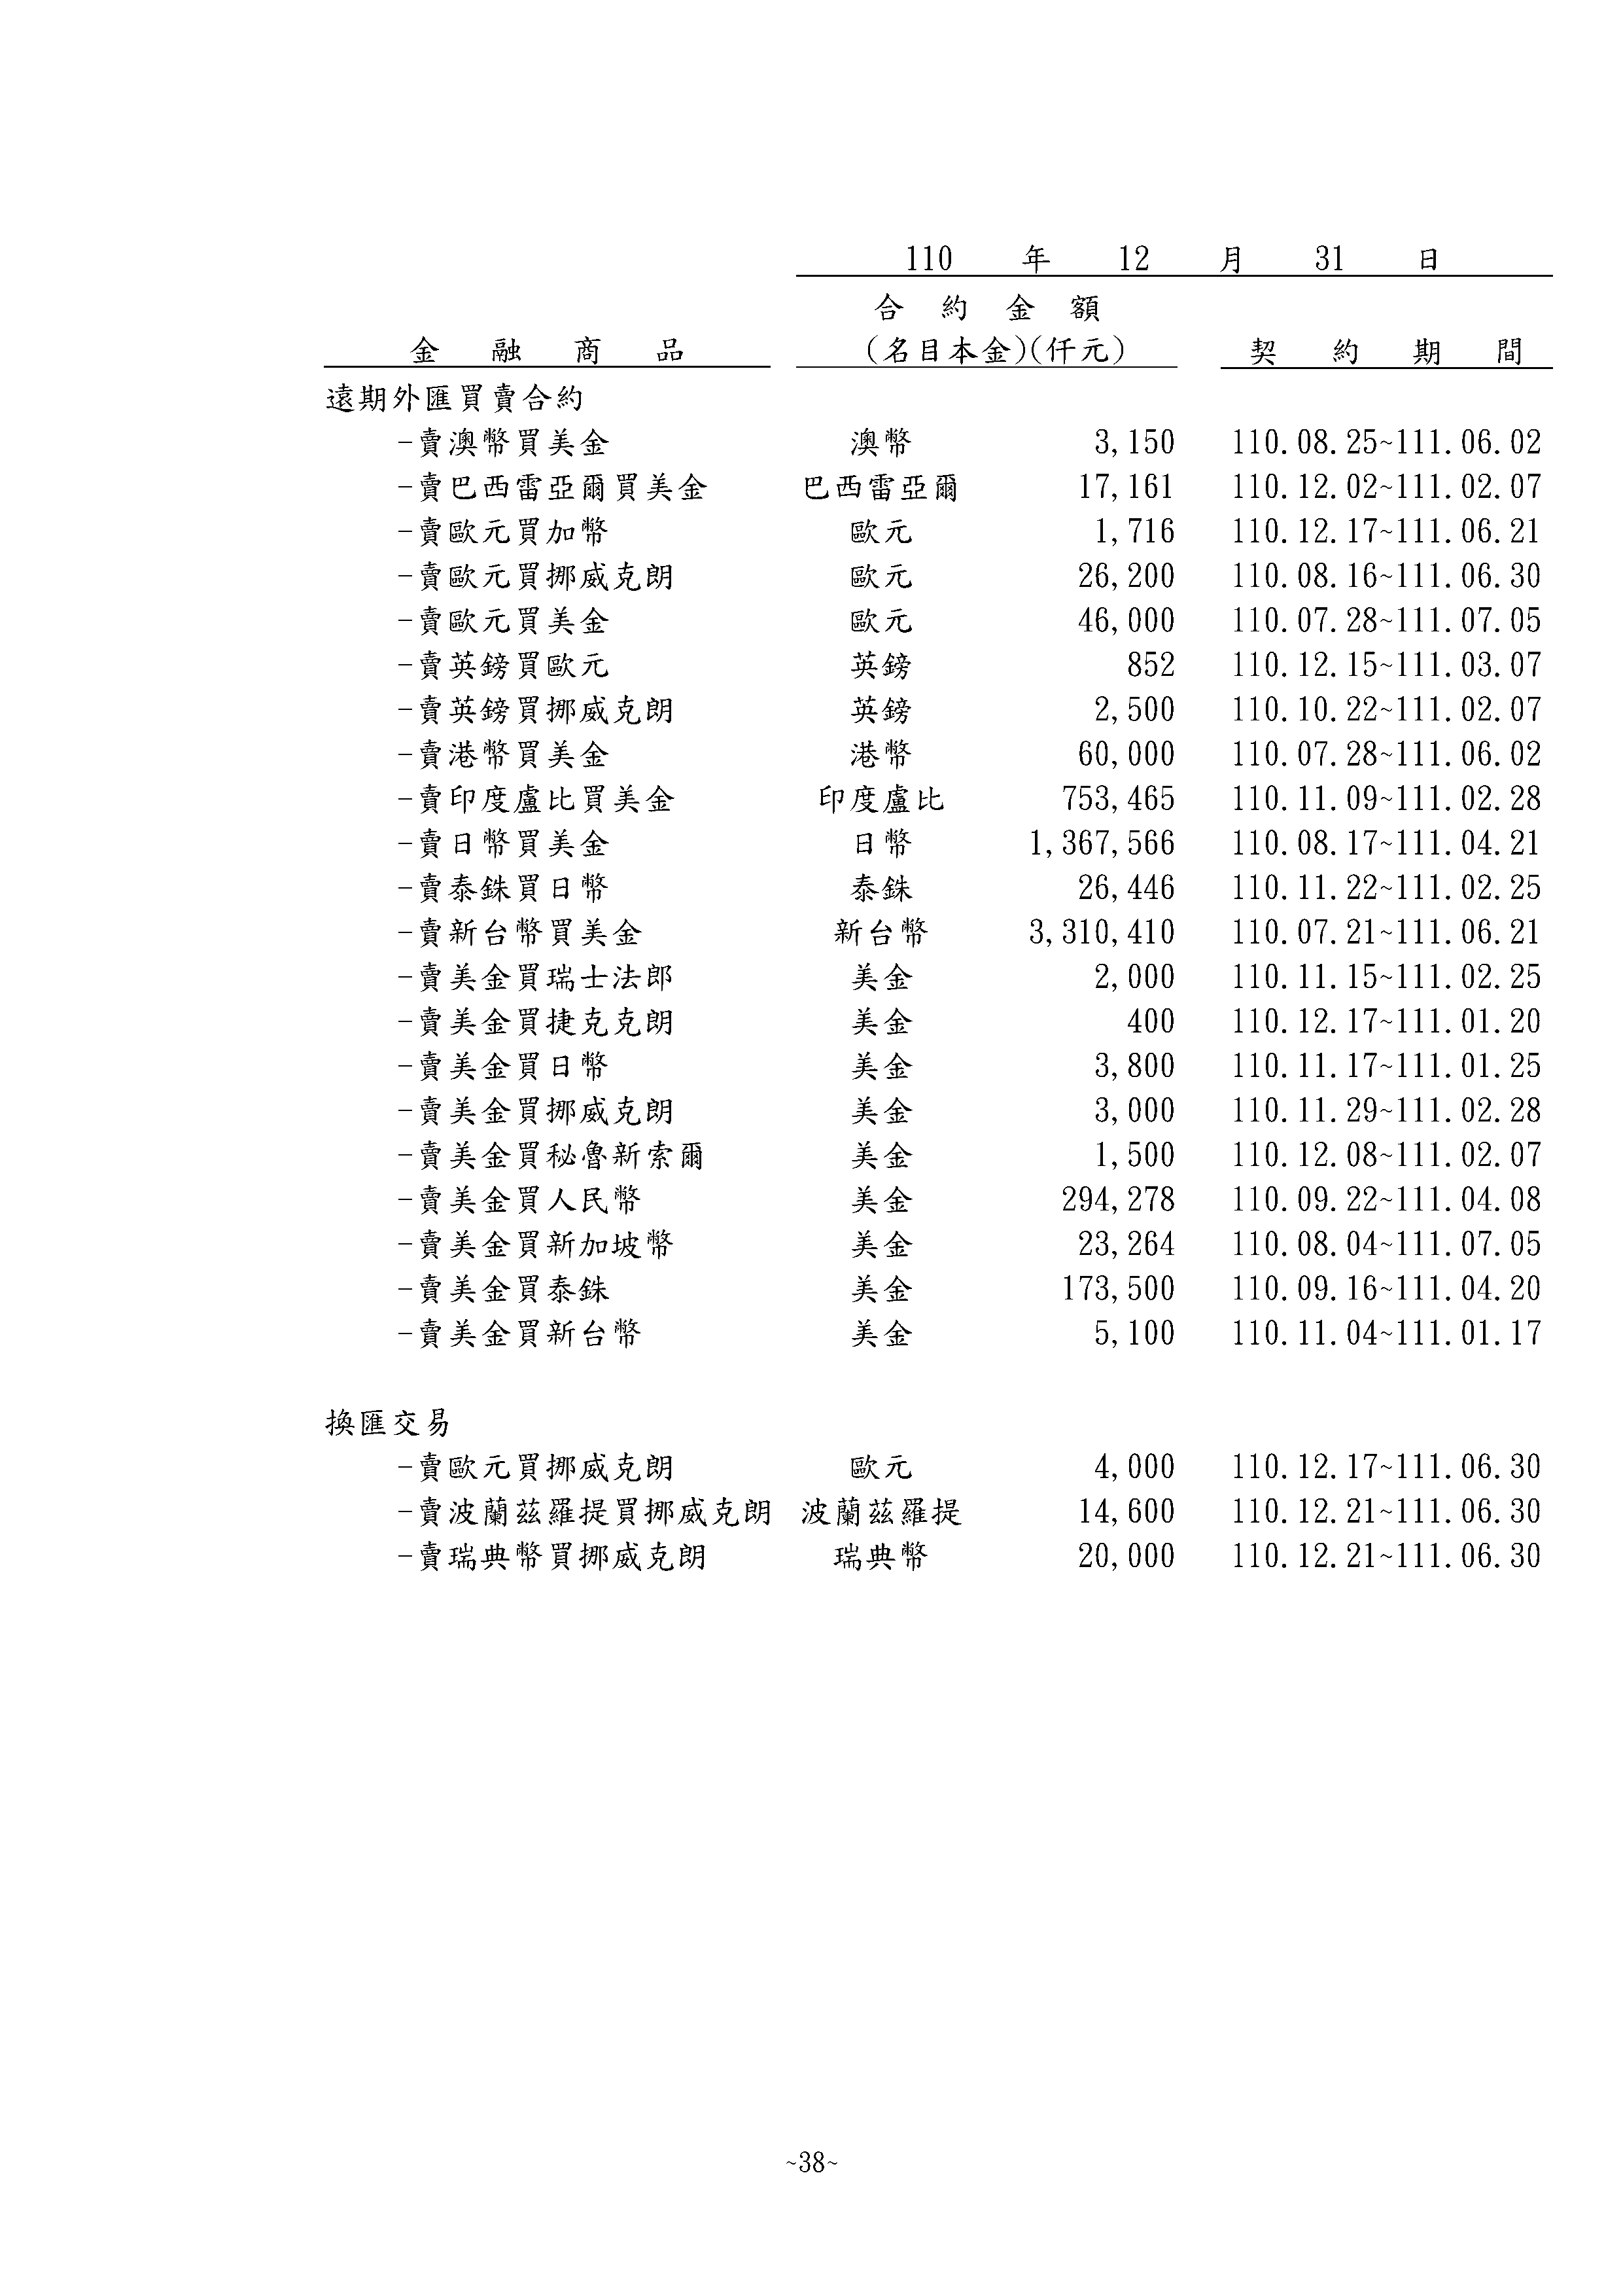 110 年 12 月 31 日
合約金額
金融商品 (名目本金)(仟元) 契約期間
遠期外匯買賣合約
-賣澳幣買美金 澳幣 3,150 110.08.25~111.06.02
-賣巴西雷亞爾買美金 巴西雷亞爾 17,161 110.12.02~111.02.07
-賣歐元買加幣 歐元 1,716 110.12.17~111.06.21
-賣歐元買挪威克朗 歐元 26,200 110.08.16~111.06.30
-賣歐元買美金 歐元 46,000 110.07.28~111.07.05
-賣英鎊買歐元 英鎊 852 110.12.15~111.03.07
-賣英鎊買挪威克朗 英鎊 2,500 110.10.22~111.02.07
-賣港幣買美金 港幣 60,000 110.07.28~111.06.02
-賣印度盧比買美金 印度盧比 753,465 110.11.09~111.02.28
-賣日幣買美金 日幣 1,367,566 110.08.17~111.04.21
-賣泰銖買日幣 泰銖 26,446 110.11.22~111.02.25
-賣新台幣買美金 新台幣 3,310,410 110.07.21~111.06.21
-賣美金買瑞士法郎 美金 2,000 110.11.15~111.02.25
-賣美金買捷克克朗 美金 400 110.12.17~111.01.20
-賣美金買日幣 美金 3,800 110.11.17~111.01.25
-賣美金買挪威克朗 美金 3,000 110.11.29~111.02.28
-賣美金買秘魯新索爾 美金 1,500 110.12.08~111.02.07
-賣美金買人民幣 美金 294,278 110.09.22~111.04.08
-賣美金買新加坡幣 美金 23,264 110.08.04~111.07.05
-賣美金買泰銖 美金 173,500 110.09.16~111.04.20
-賣美金買新台幣 美金 5,100 110.11.04~111.01.17
換匯交易
-賣歐元買挪威克朗 歐元 4,000 110.12.17~111.06.30
-賣波蘭茲羅提買挪威克朗 波蘭茲羅提 14,600 110.12.21~111.06.30
-賣瑞典幣買挪威克朗 瑞典幣 20,000 110.12.21~111.06.30
~38~